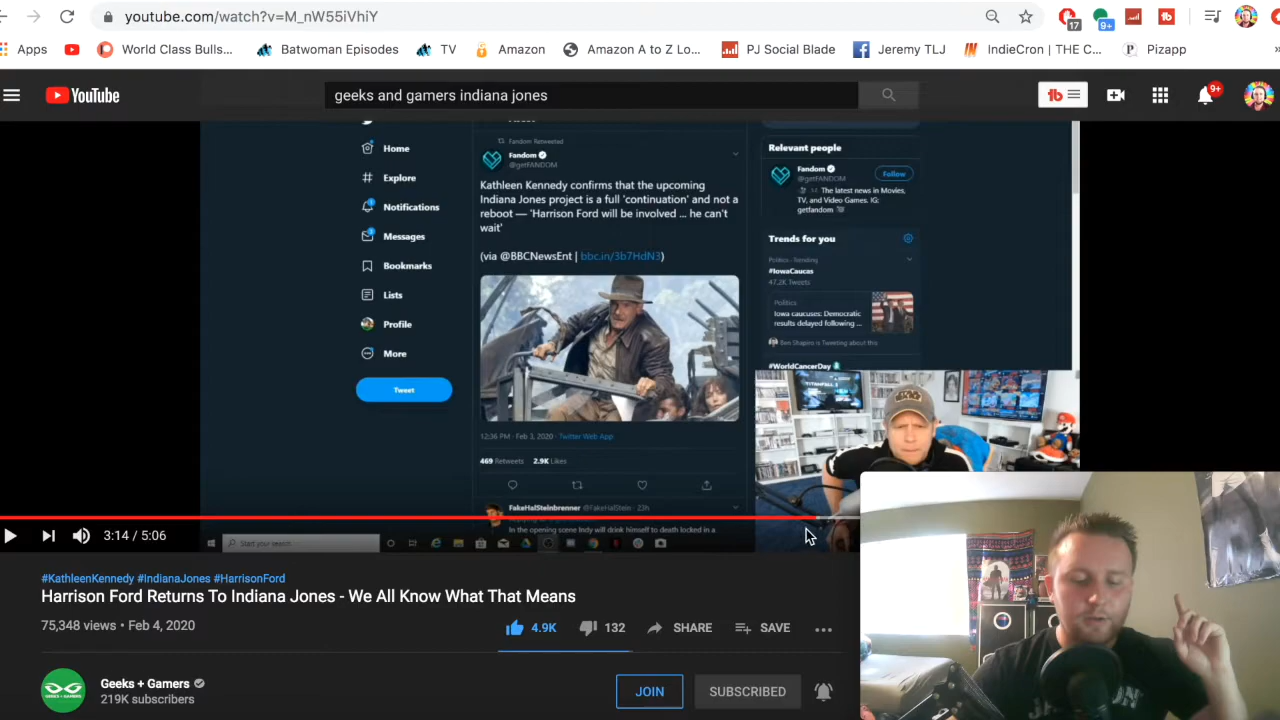 youtube.com/watch?v=M_nW55iVhiY
17
9+
Apps
World Class Bulls...
Batwoman Episodes
TV
Amazon
Amazon A to Z Lo...
PJ Social Blade
Jeremy TLJ
IndieCron | THE C...
Pizapp
YouTube
geeks and gamers indiana jones
tb
9+
Home
Explore
Notifications
Messages
Bookmarks
Lists
Profile
More
Tweet
Fandom Retweeted
Fandom
@getFANDOM
Kathleen Kennedy confirms that the upcoming
Indiana Jones project is a full 'continuation' and not a
reboot — 'Harrison Ford will be involved ... he can't
wait'
(via @BBCNewsEnt | bbc.in/3b7HdN3)
12:36 PM · Feb 3, 2020 · Twitter Web App
469 Retweets 2.9K Likes
FakeHalSteinbrenner @FakeHalStein · 23h
In the opening scene Indy will drink himself to death locked in a
Relevant people
Fandom
@getFANDOM
Follow
The latest news in Movies,
TV, and Video Games. IG:
getfandom
Trends for you
Politics · Trending
#IowaCaucas
47.2K Tweets
Politics
Iowa caucuses: Democratic
results delayed following ...
Ben Shapiro is Tweeting about this
#WorldCancerDay
TITANFALL
Start your search
3:14 / 5:06
#KathleenKennedy #IndianaJones #HarrisonFord
Harrison Ford Returns To Indiana Jones - We All Know What That Means
75,348 views • Feb 4, 2020
4.9K
132
SHARE
SAVE
Geeks + Gamers
219K subscribers
JOIN
SUBSCRIBED
GEEKS + GAMERS